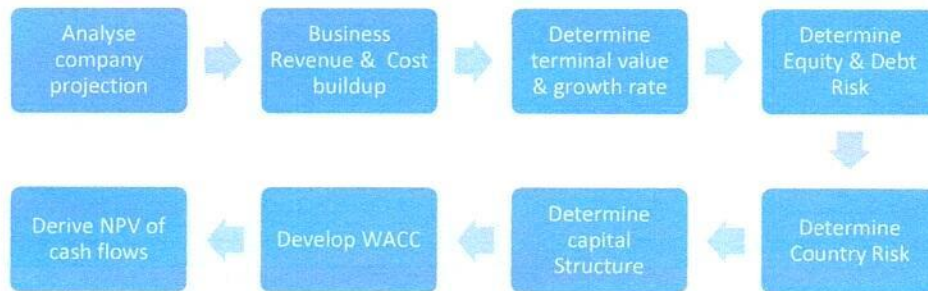 Analyse
company
projection
Business
Revenue & Cost
buildup
Determine
terminal value
& growth rate
Determine
Equity & Debt
Risk
Determine
Country Risk
Determine
capital
Structure
Develop WACC
Derive NPV of
cash flows